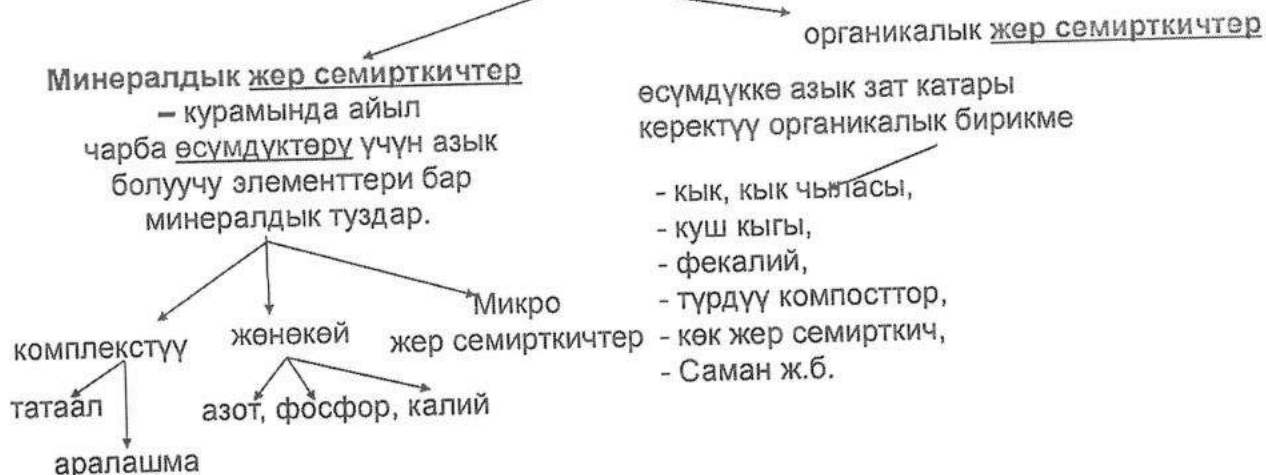 органикалык жер семирткичтер
Минералдык жер семирткичтер
– курамында айыл
чарба өсүмдүктөрү үчүн азык
болуучу элементтери бар
минералдык туздар.
өсүмдүккө азык зат катары
керектүү органикалык бирикме
- кык, кык чыласы,
- куш кыгы,
- фекалий,
- түрдүү компосттор,
- көк жер семирткич,
- Саман ж.б.
комплекстүү
жөнөкөй
Микро
жер семирткичтер
татаал
азот, фосфор, калий
аралашма